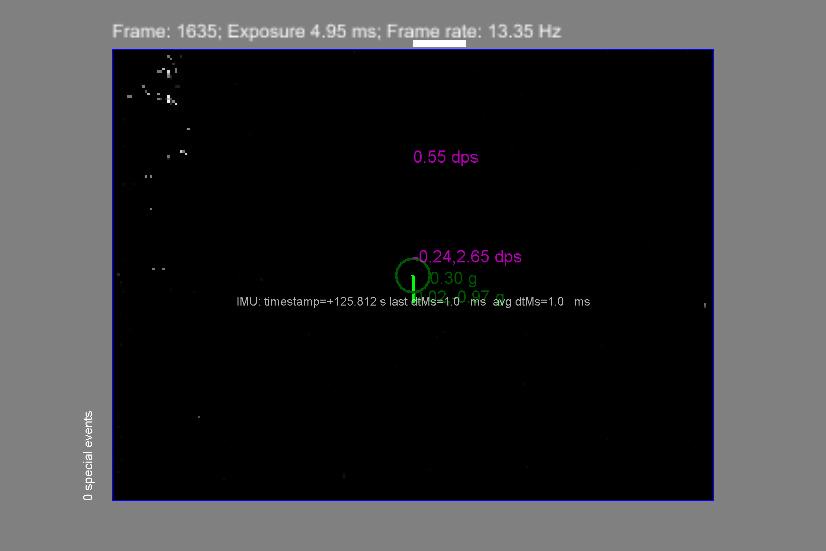 Frame: 1635; Exposure 4.95 ms; Frame rate: 13.35 Hz
0.55 dps
-0.24,2.65 dps
0.30 g
0.97 g
IMU: timestamp=+125.812 s last dtMs=1.0 ms avg dtMs=1.0 ms
0 special events